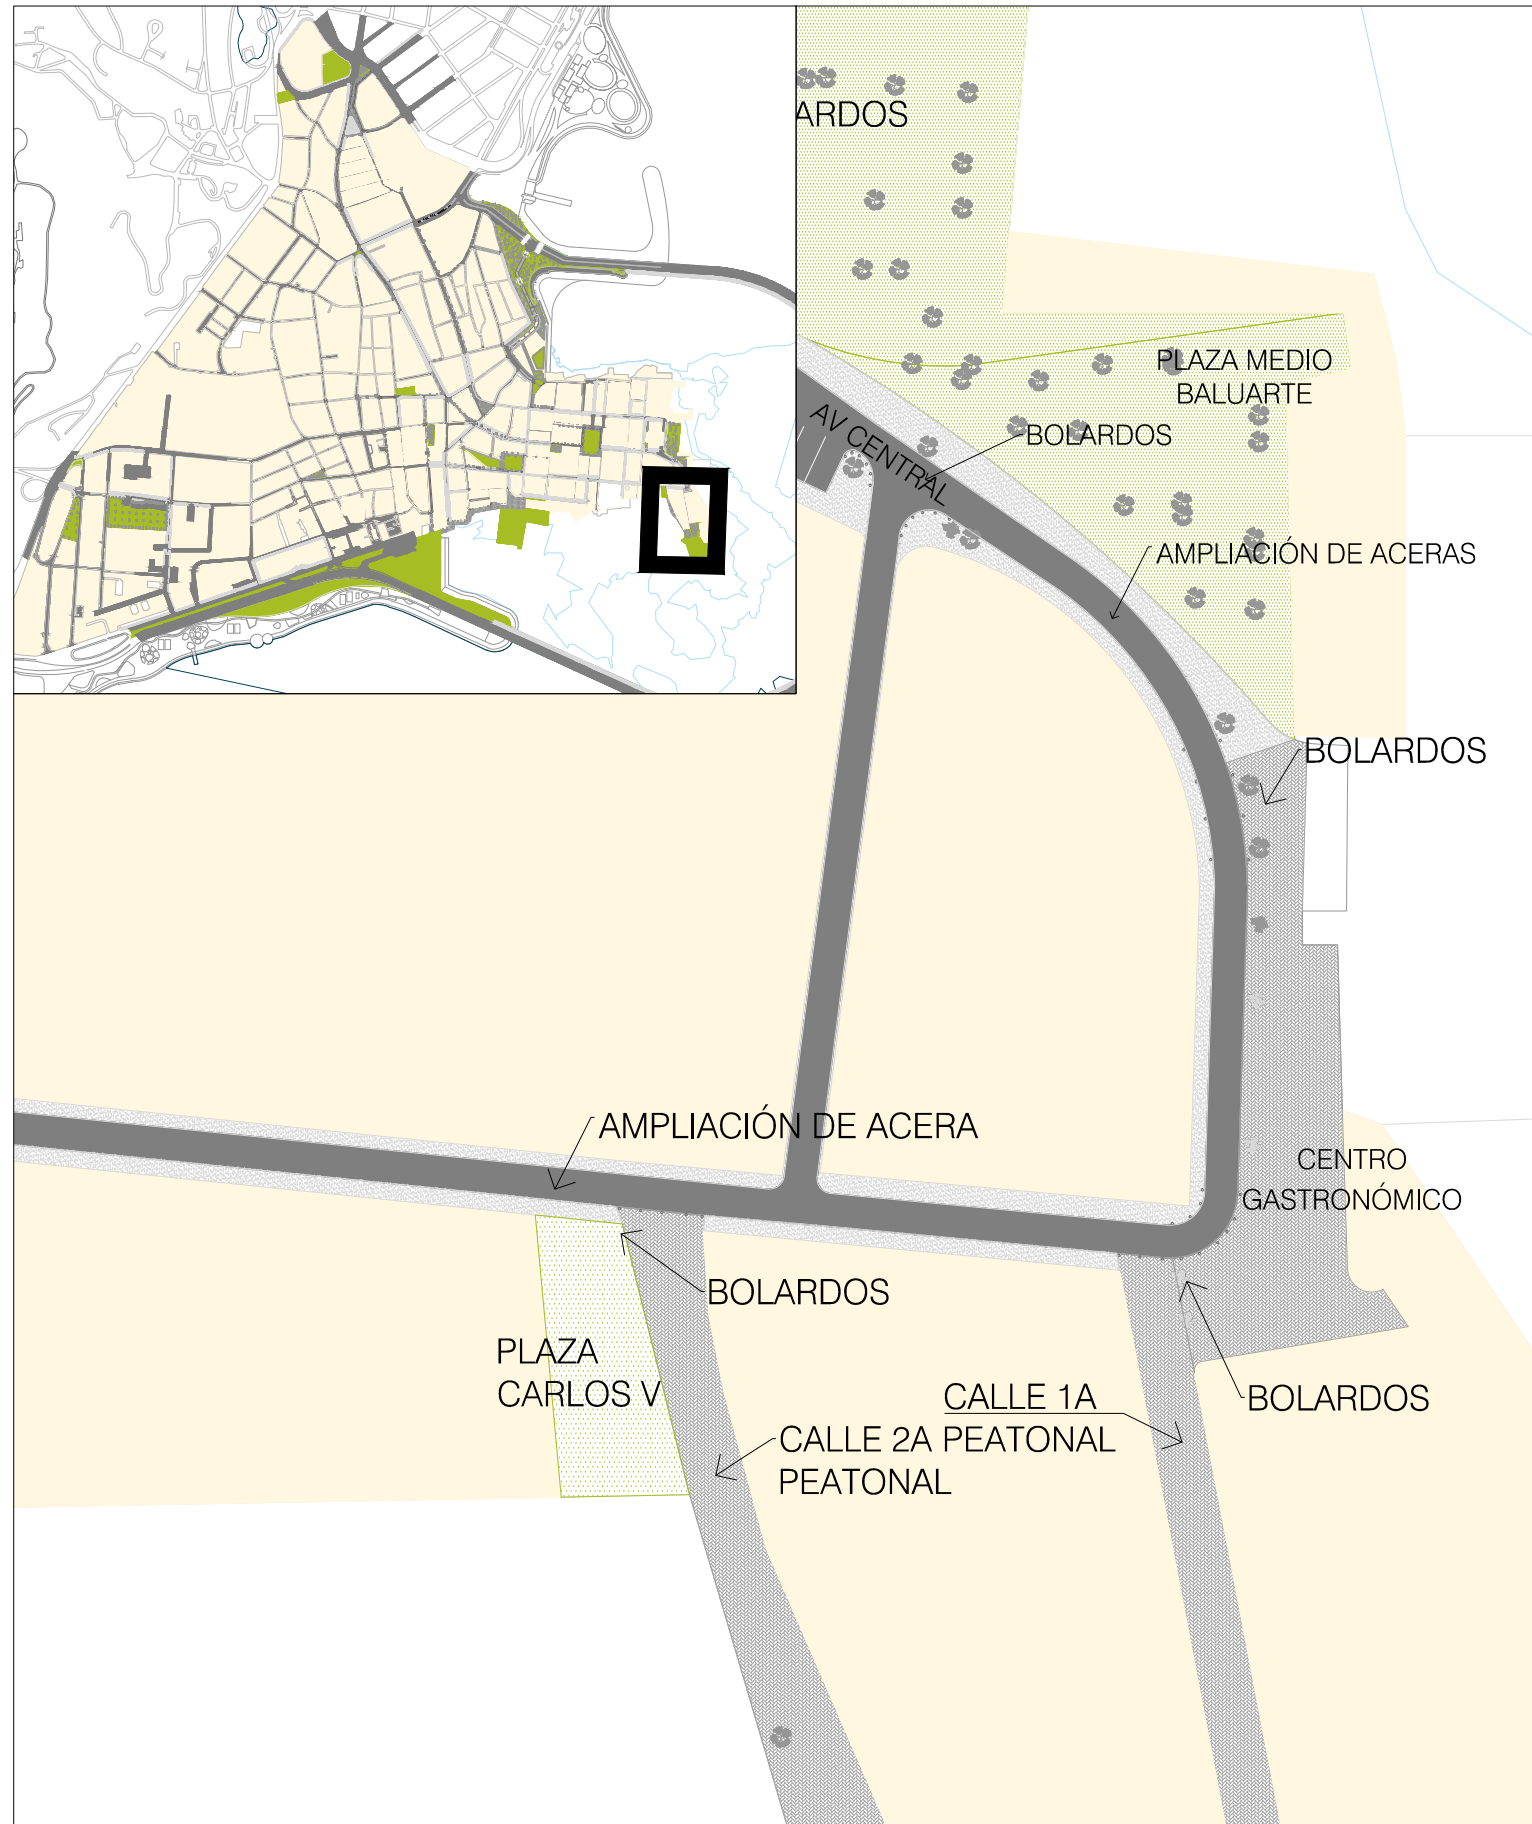 ARDOS
PLAZA MEDIO
BALUARTE
AV CENTRAL
BOLARDOS
AMPLIACIÓN DE ACERAS
BOLARDOS
AMPLIACIÓN DE ACERA
CENTRO
GASTRONÓMICO
BOLARDOS
PLAZA
CARLOS V
CALLE 1A
PEATONAL
BOLARDOS
CALLE 2A
PEATONAL